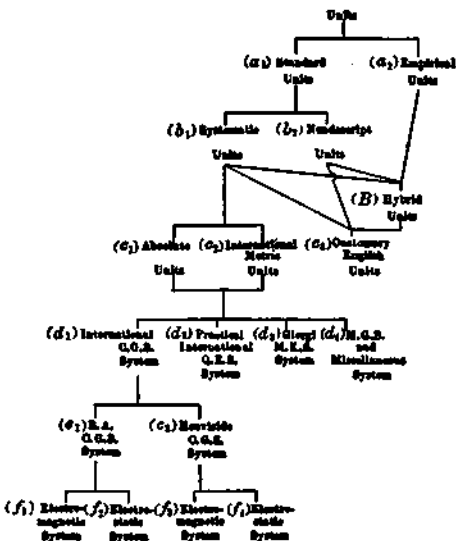 Units
(a1) Standard (a2) Empirical
Units Units
(b1) Systematic (b2) Nondescript
Units Units
(B) Hybrid
Units
(c1) Absolute (c2) International (c4) Customary
Metric English
Units Units Units
(d1) International (d2) Practical (d3) Giorgi (d4) M.G.S.
C.G.S. International M.K.S. and
System Q.E.S. System Miscellaneous
System System
(e1) B.A. Heaviside
C.G.S. C.G.S.
System System
(f1) Electro- (f2) Electro- Electro- (f4) Electro-
magnetic static magnetic static
System System System System